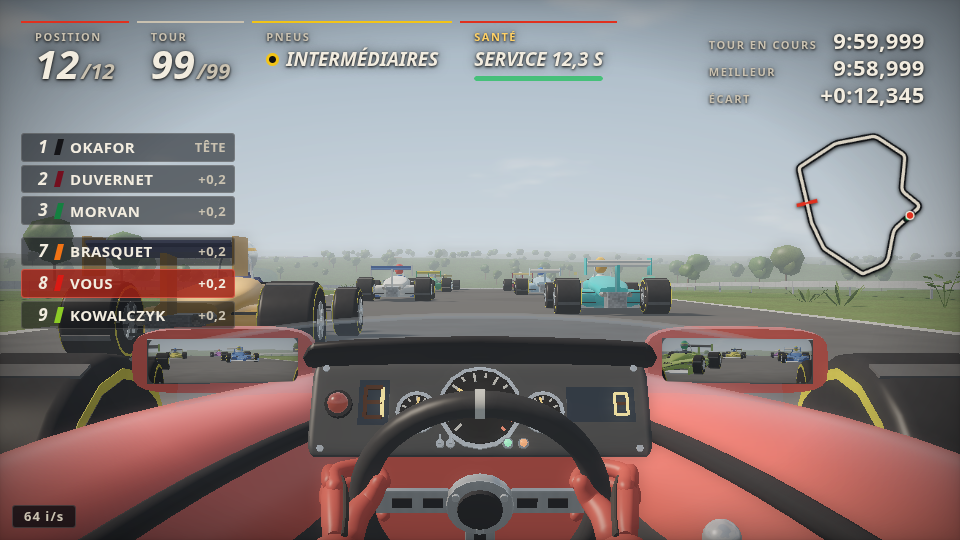 POSITION
12/12
TOUR
99/99
PNEUS
INTERMÉDIAIRES
SANTÉ
SERVICE 12,3 S
TOUR EN COURS 9:59,999
MEILLEUR 9:58,999
ÉCART +0:12,345
1 OKAFOR TÊTE
2 DUVERNET +0,2
3 MORVAN +0,2
7 BRASQUET +0,2
8 VOUS +0,2
9 KOWALCZYK +0,2
1
0
64 i/s